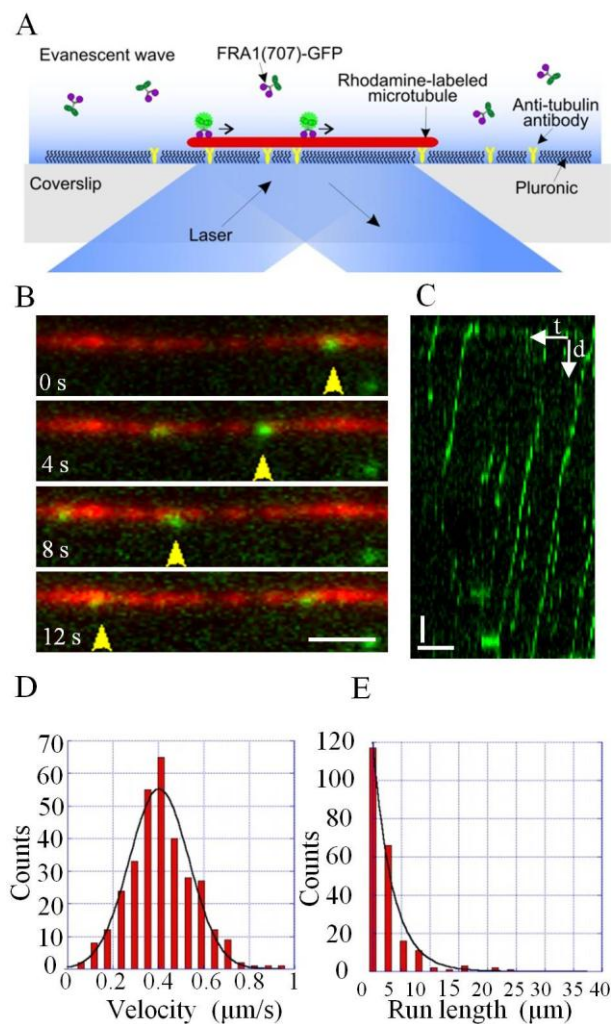 A
Evanescent wave
FRA1(707)-GFP
Rhodamine-labeled
microtubule
Anti-tubulin
antibody
Coverslip
Pluronic
Laser
B
0 s
4 s
8 s
12 s
C
t
d
D
70
60
50
40
30
20
10
0
Counts
0 0.2 0.4 0.6 0.8 1
Velocity (μm/s)
E
120
100
80
60
40
20
0
Counts
0 5 10 15 20 25 30 35 40
Run length (μm)